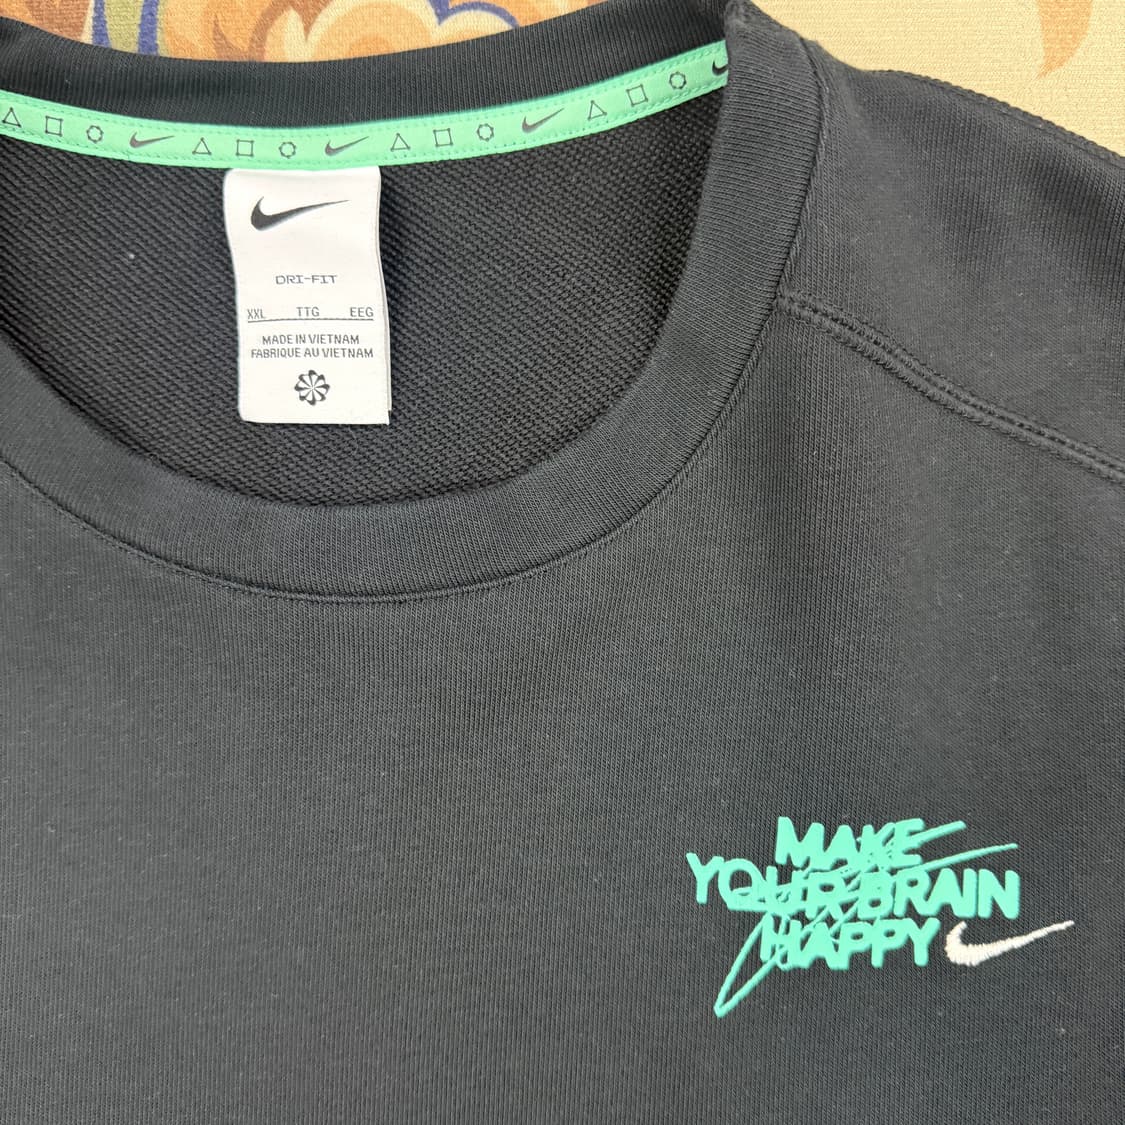 DRI-FIT
XXL TTG EEG
MADE IN VIETNAM
FABRIQUE AU VIETNAM
MAKE
YOUR BRAIN
HAPPY